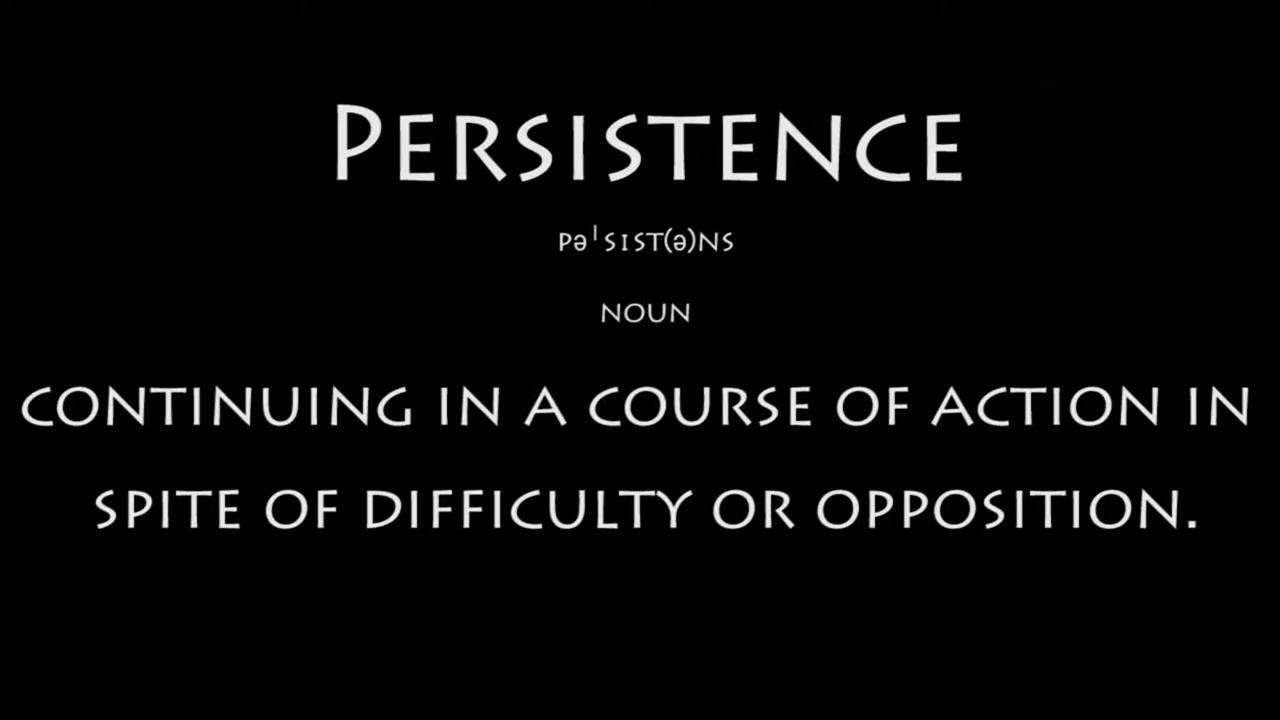 Persistence
pəˈsɪst(ə)ns
noun
continuing in a course of action in
spite of difficulty or opposition.